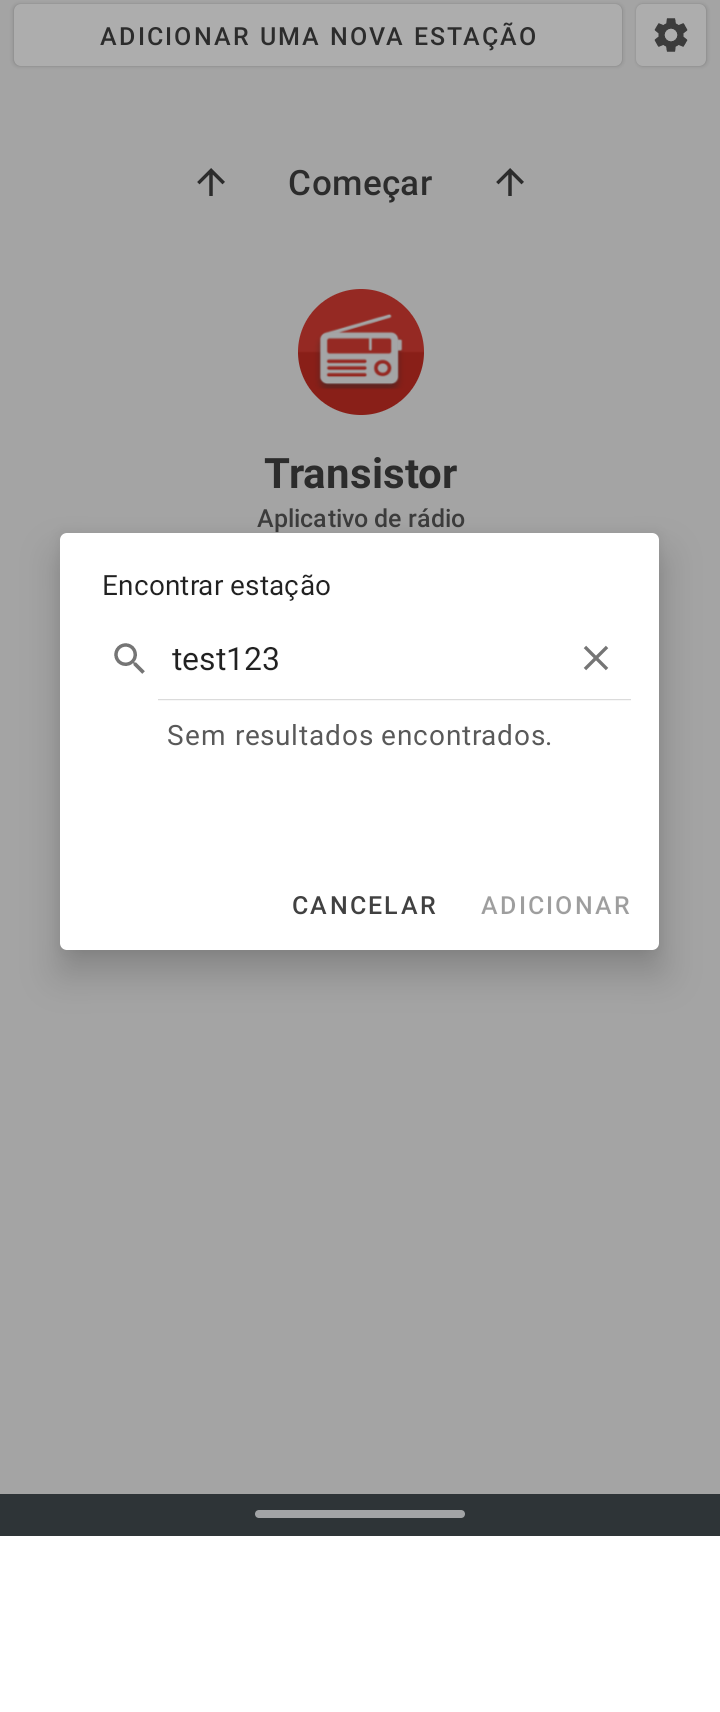 ADICIONAR UMA NOVA ESTAÇÃO
Começar
Transistor
Aplicativo de rádio
Encontrar estação
test123
Sem resultados encontrados.
CANCELAR ADICIONAR